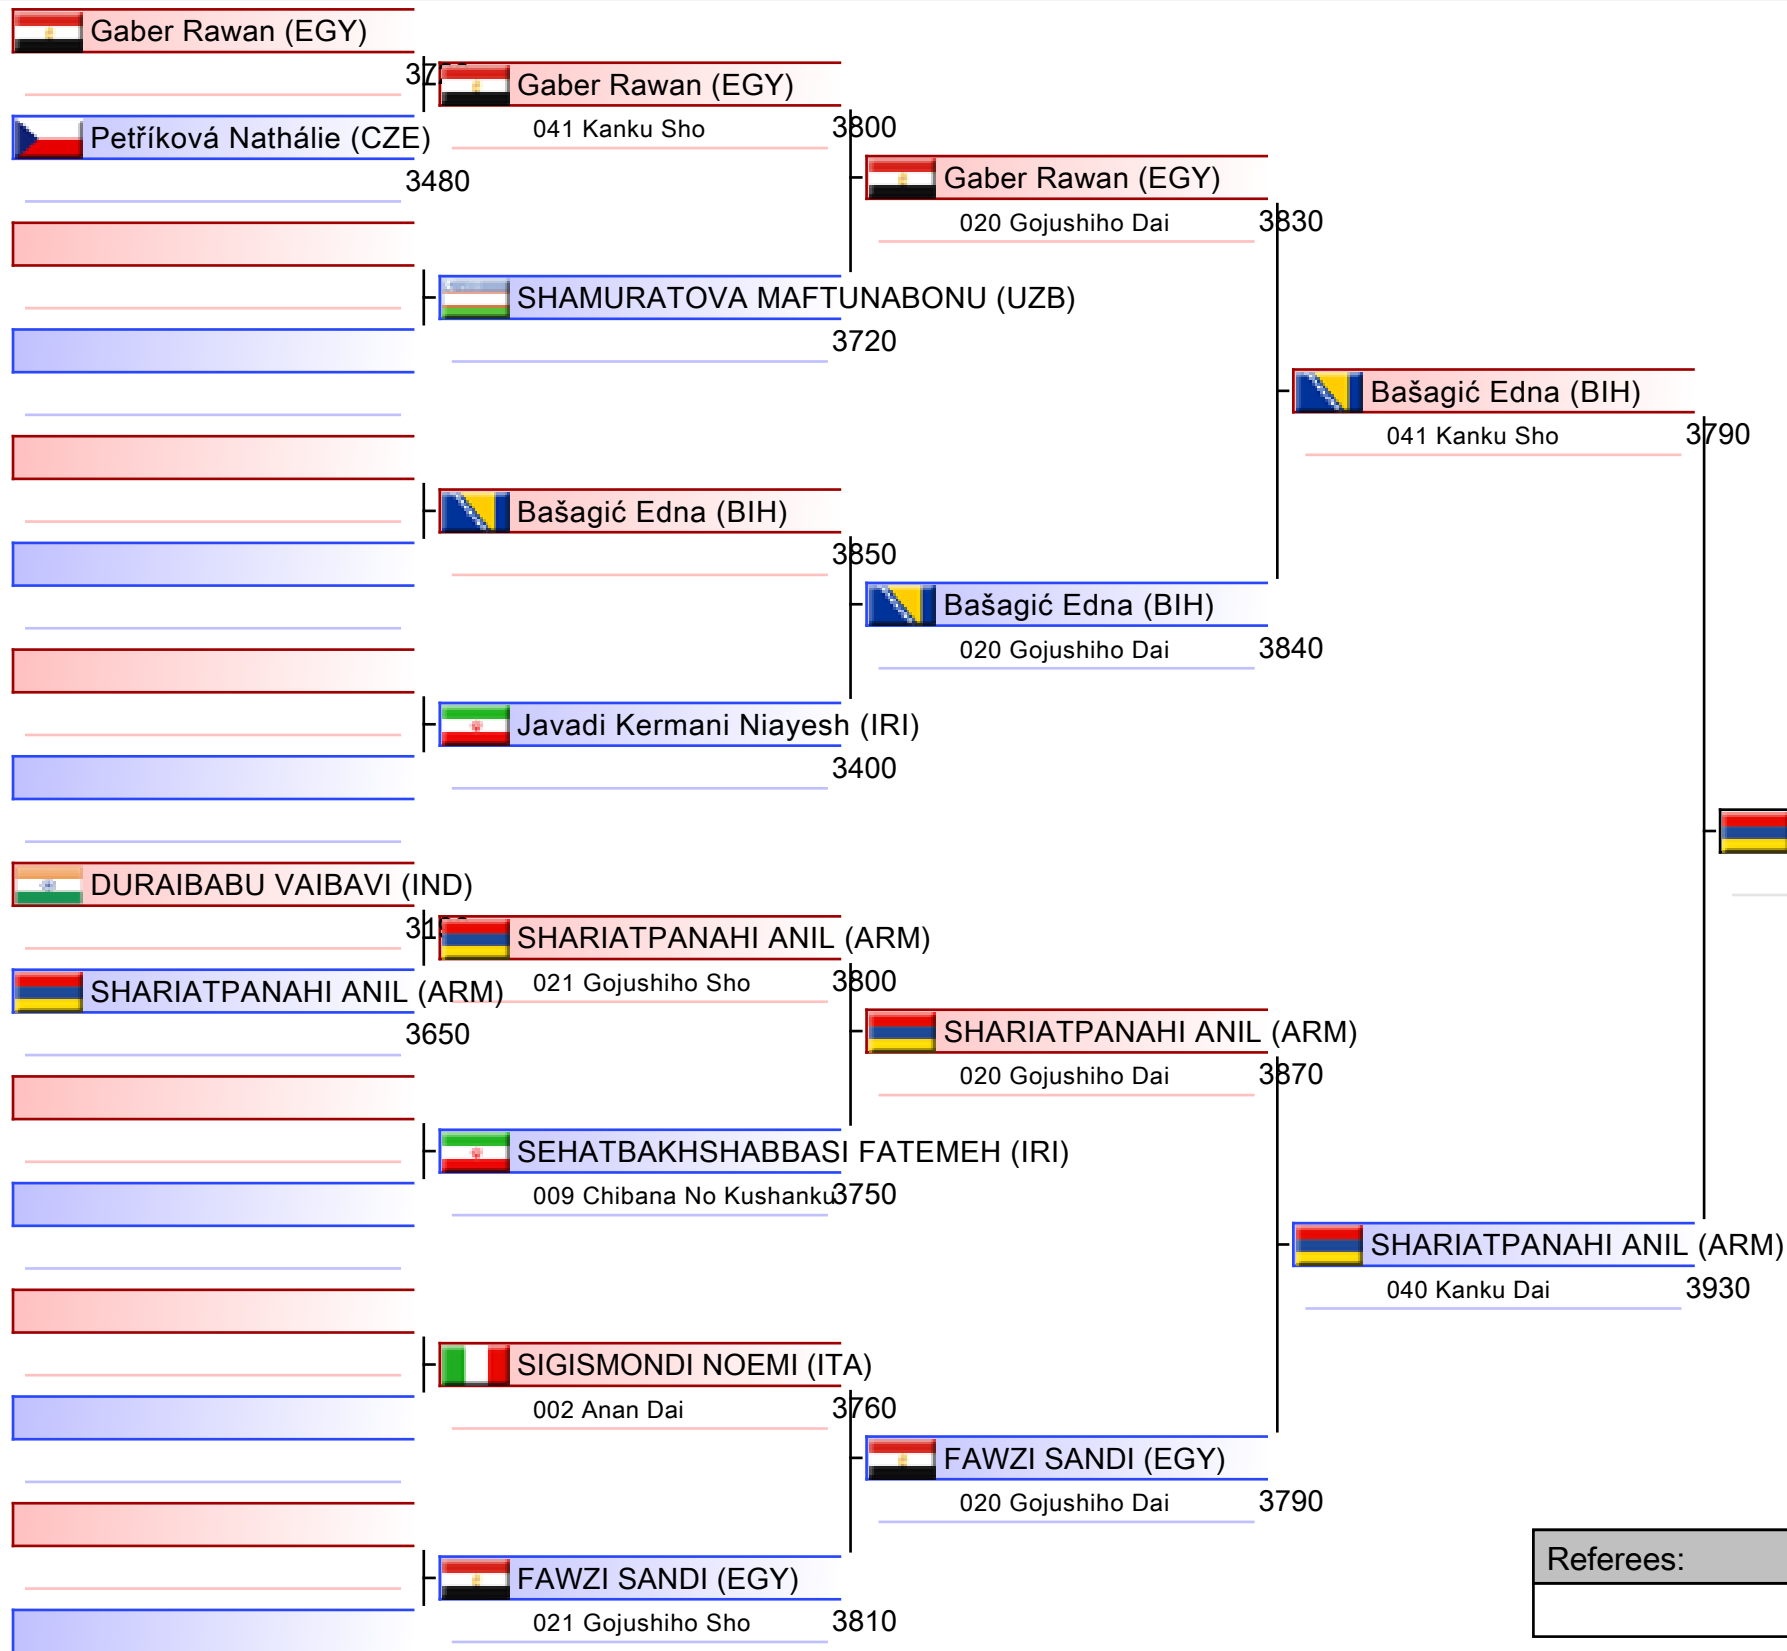 Gaber Rawan (EGY)
Petříková Nathálie (CZE)
3480
DURAIBABU VAIBAVI (IND)
SHARIATPANAHI ANIL (ARM)
3650
Gaber Rawan (EGY)
041 Kanku Sho 3800
SHAMURATOVA MAFTUNABONU (UZB)
3720
Bašagić Edna (BIH)
3850
Javadi Kermani Niayesh (IRI)
3400
SHARIATPANAHI ANIL (ARM)
021 Gojushiho Sho 3800
SEHATBAKHSHABBASI FATEMEH (IRI)
009 Chibana No Kushanku 3750
SIGISMONDI NOEMI (ITA)
002 Anan Dai 3760
FAWZI SANDI (EGY)
021 Gojushiho Sho 3810
Gaber Rawan (EGY)
020 Gojushiho Dai 3830
Bašagić Edna (BIH)
020 Gojushiho Dai 3840
SHARIATPANAHI ANIL (ARM)
020 Gojushiho Dai 3870
FAWZI SANDI (EGY)
020 Gojushiho Dai 3790
Bašagić Edna (BIH)
041 Kanku Sho 3790
SHARIATPANAHI ANIL (ARM)
040 Kanku Dai 3930
Referees: